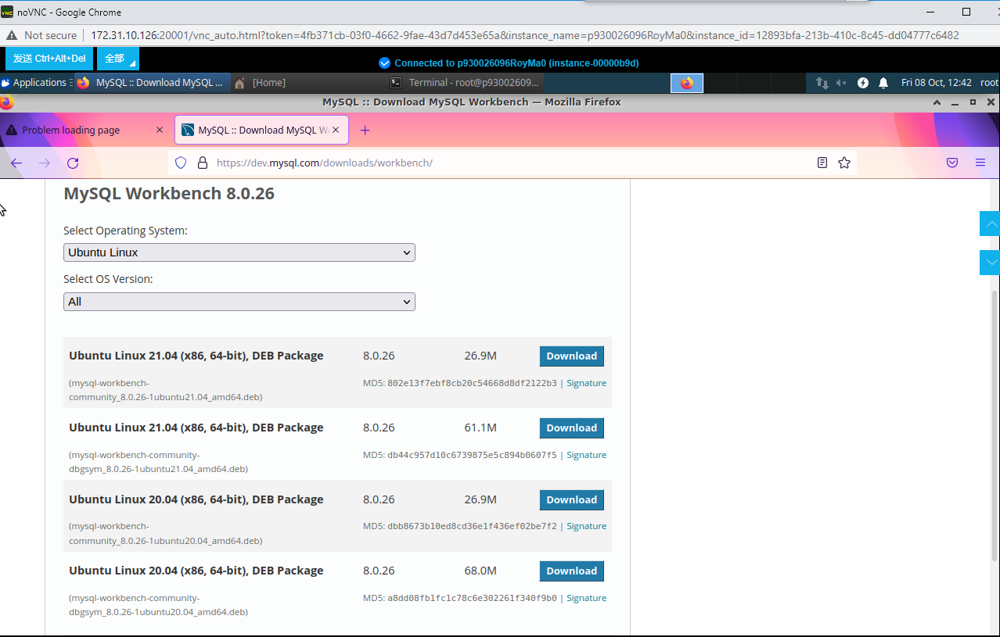 noVNC - Google Chrome
Not secure 172.31.10.126:20001/vnc_auto.html?token=4fb371cb-03f0-4662-9fae-43d7d453e65a&instance_name=p930026096RoyMa0&instance_id=12893bfa-213b-410c-8c45-dd04777c6482
发送 Ctrl+Alt+Del 全部 Connected to p930026096RoyMa0 (instance-00000b9d)
Applications MySQL :: Download MySQL ... [Home] Terminal - root@p93002609... Fri 08 Oct, 12:42 root
MySQL :: Download MySQL Workbench — Mozilla Firefox
Problem loading page MySQL :: Download MySQL W
https://dev.mysql.com/downloads/workbench/
MySQL Workbench 8.0.26
Select Operating System:
Ubuntu Linux
Select OS Version:
All
Ubuntu Linux 21.04 (x86, 64-bit), DEB Package 8.0.26 26.9M Download
(mysql-workbench- MD5: 802e13f7ebf8cb20c54668d8df2122b3 | Signature
community_8.0.26-1ubuntu21.04_amd64.deb)
Ubuntu Linux 21.04 (x86, 64-bit), DEB Package 8.0.26 61.1M Download
(mysql-workbench-community- MD5: db44c957d10c6739875e5c894b0607f5 | Signature
dbgsym_8.0.26-1ubuntu21.04_amd64.deb)
Ubuntu Linux 20.04 (x86, 64-bit), DEB Package 8.0.26 26.9M Download
(mysql-workbench- MD5: dbb8673b10ed8cd36e1f436ef02be7f2 | Signature
community_8.0.26-1ubuntu20.04_amd64.deb)
Ubuntu Linux 20.04 (x86, 64-bit), DEB Package 8.0.26 68.0M Download
(mysql-workbench-community- MD5: a8dd08fb1fc1c78c6e302261f340f9b0 | Signature
dbgsym_8.0.26-1ubuntu20.04_amd64.deb)